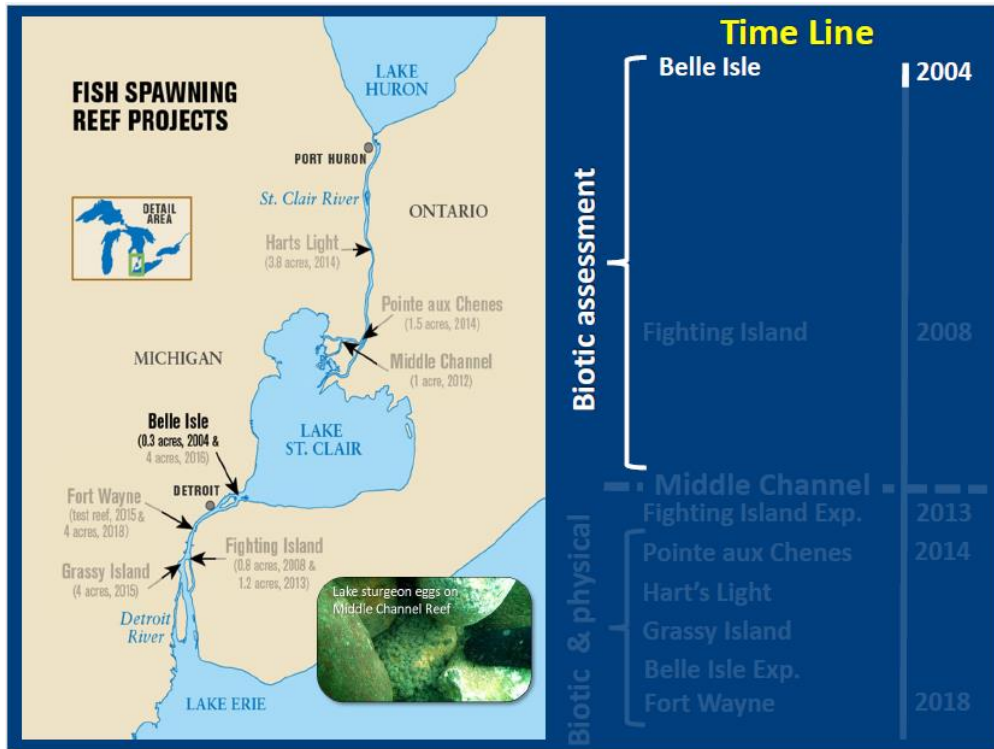 FISH SPAWNING
REEF PROJECTS
DETAIL
AREA
LAKE
HURON
PORT HURON
St. Clair River
ONTARIO
Harts Light
(3.8 acres, 2014)
Pointe aux Chenes
(1.5 acres, 2014)
MICHIGAN
Middle Channel
(1 acre, 2012)
Belle Isle
(0.3 acres, 2004 &
4 acres, 2016)
LAKE
ST. CLAIR
DETROIT
Fort Wayne
(test reef, 2015 &
4 acres, 2018)
Fighting Island
(0.8 acres, 2008 &
1.2 acres, 2013)
Grassy Island
(4 acres, 2015)
Detroit
River
Lake sturgeon eggs on
Middle Channel Reef
LAKE ERIE
Time Line
Belle Isle 2004
Biotic assessment
Fighting Island 2008
Middle Channel
Fighting Island Exp. 2013
Biotic & physical
Pointe aux Chenes 2014
Hart's Light
Grassy Island
Belle Isle Exp.
Fort Wayne 2018